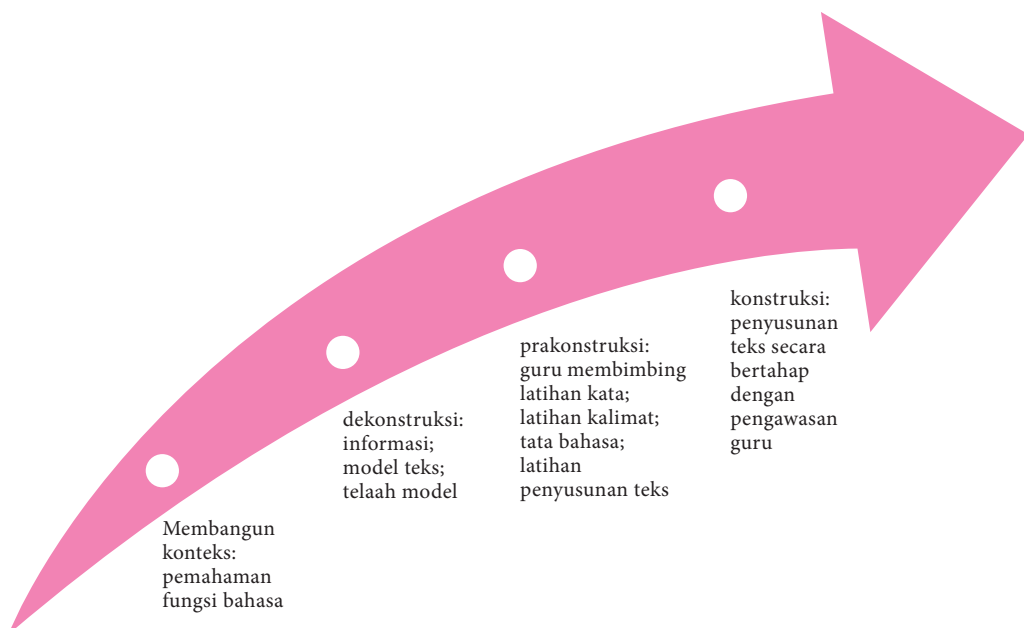 Membangun
konteks:
pemahaman
fungsi bahasa
dekonstruksi:
informasi;
model teks;
telaah model
prakonstruksi:
guru membimbing
latihan kata;
latihan kalimat;
tata bahasa;
latihan
penyusunan teks
konstruksi:
penyusunan
teks secara
bertahap
dengan
pengawasan
guru